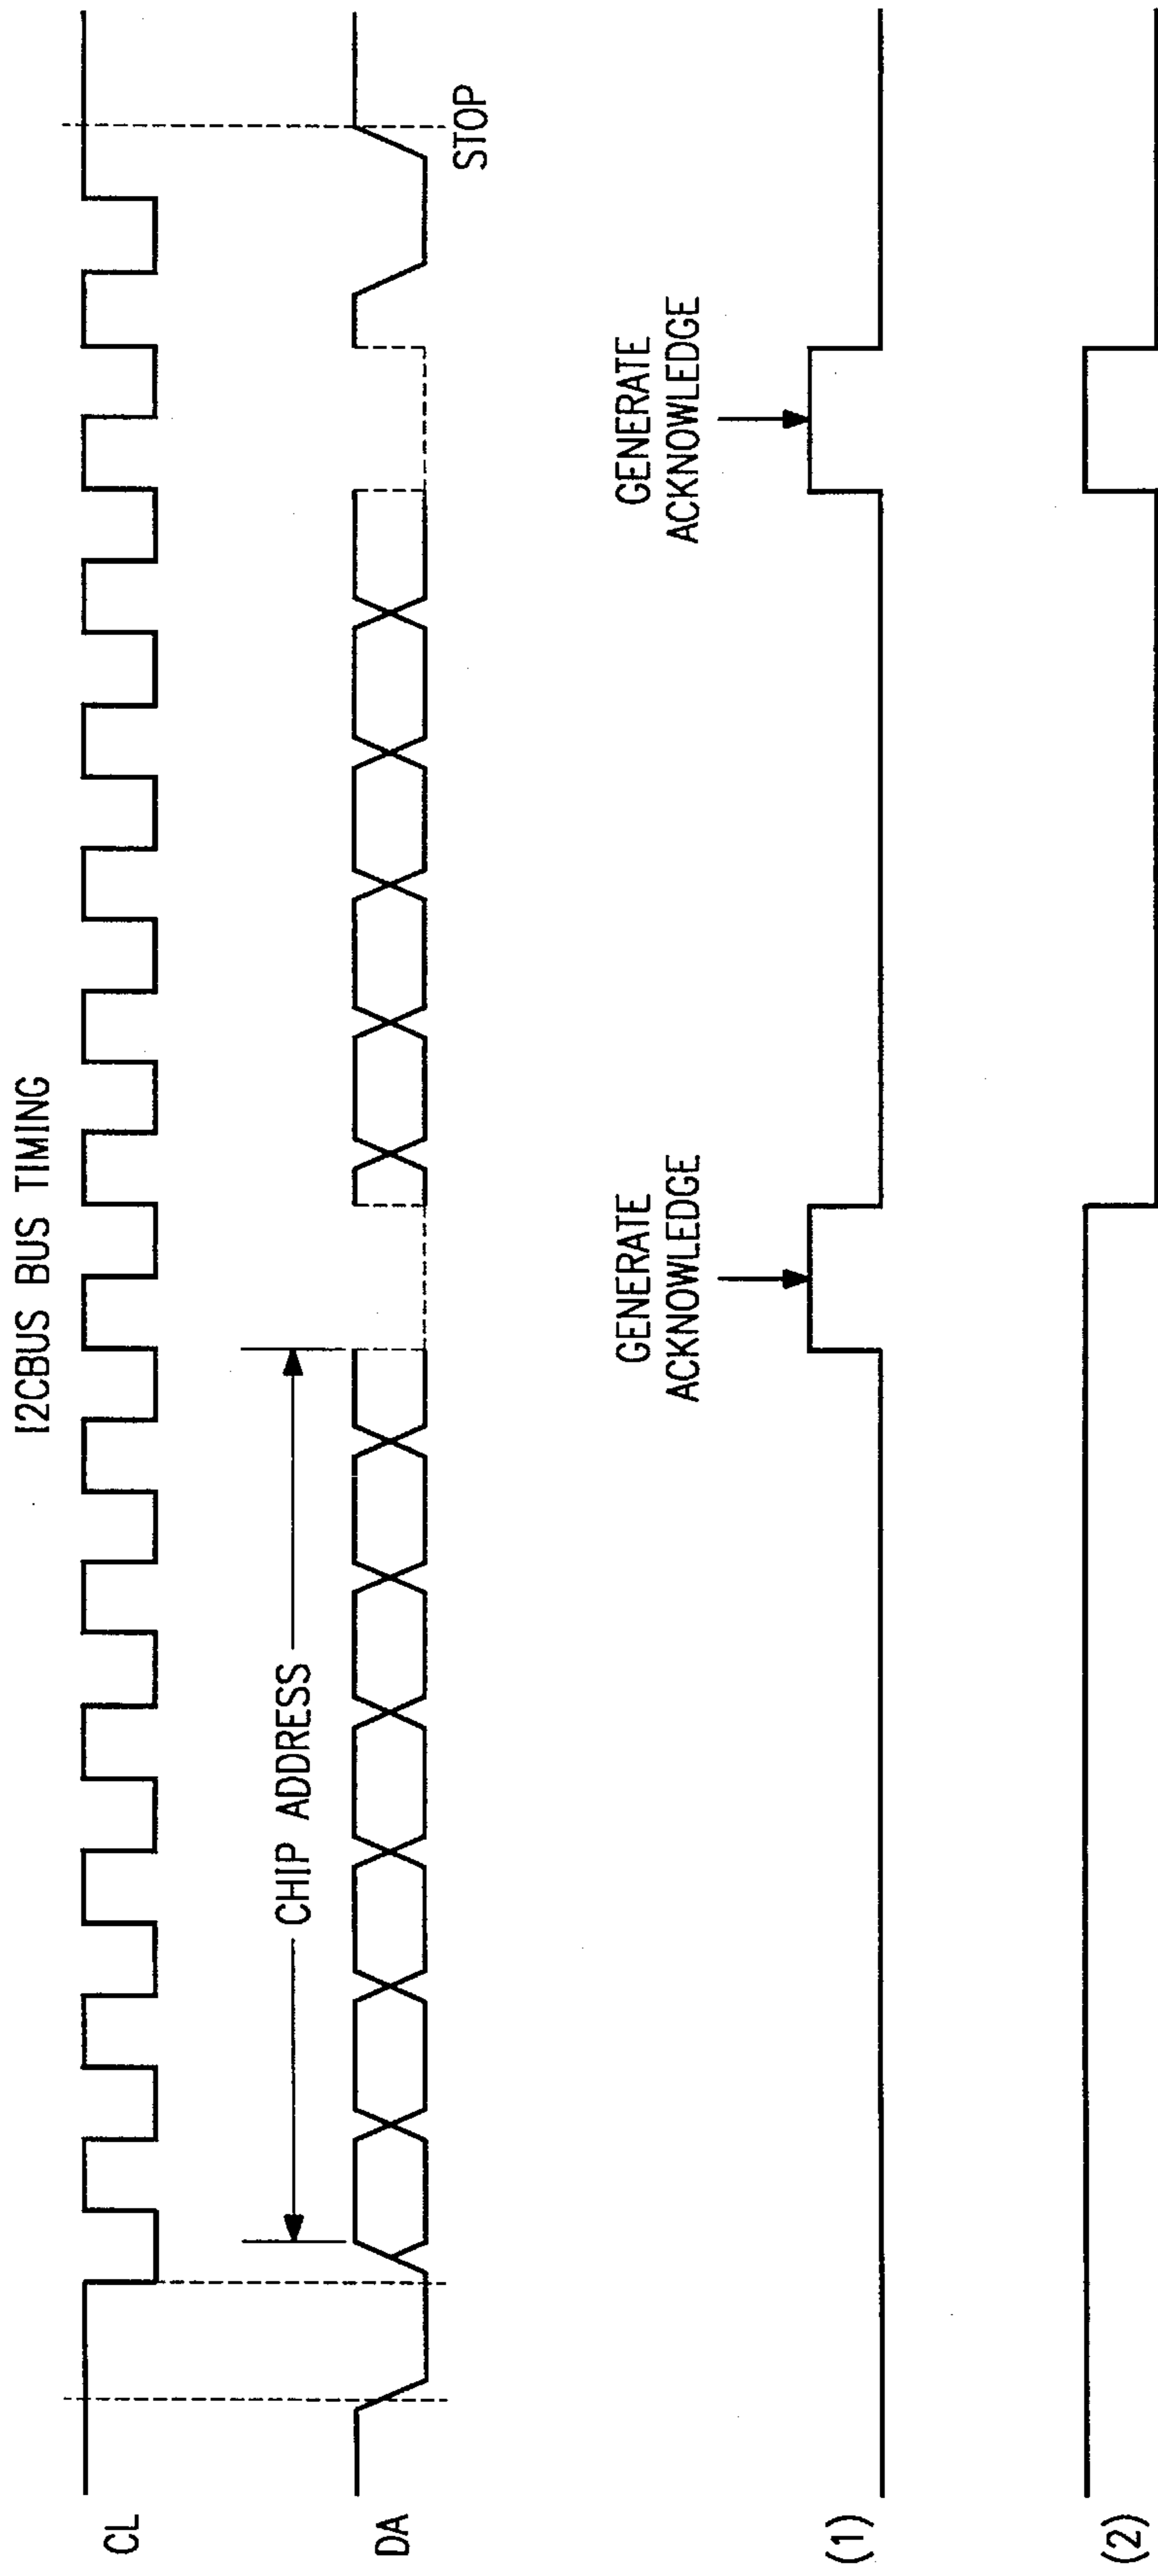 I2CBUS BUS TIMING
CL
CHIP ADDRESS
DA
STOP
GENERATE
ACKNOWLEDGE
GENERATE
ACKNOWLEDGE
(1)
(2)